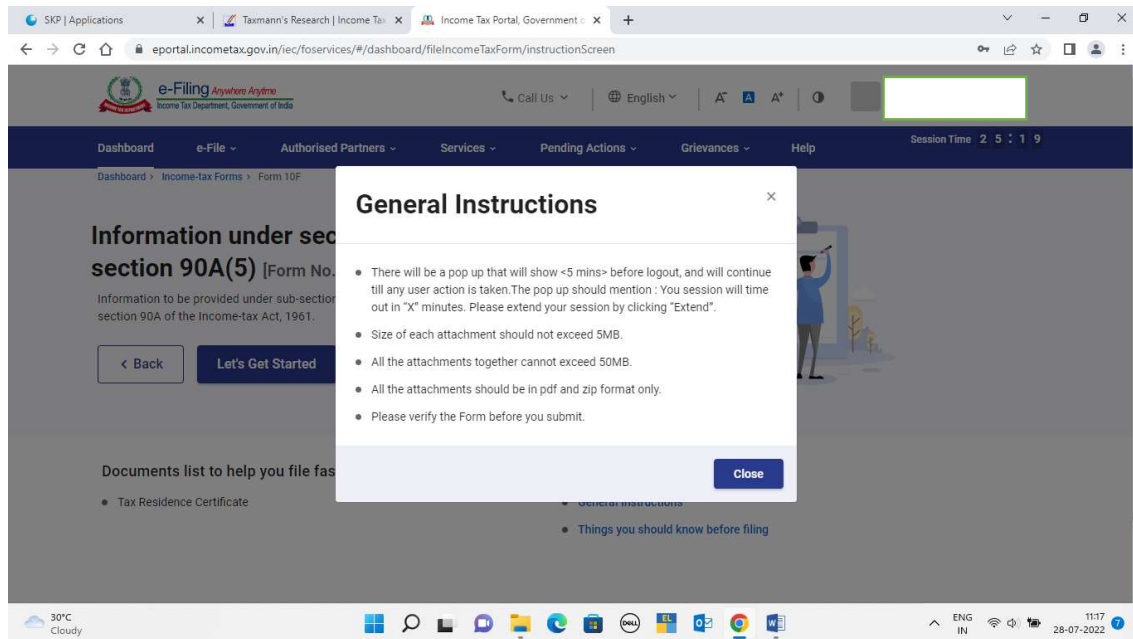 SKP | Applications
Taxmann's Research | Income Tax
Income Tax Portal, Government o
eportal.incometax.gov.in/iec/foservices/#/dashboard/fileIncomeTaxForm/instructionScreen
e-Filing Anywhere Anytime
Income Tax Department, Government of India
Call Us
English
A-
A
A+
Dashboard
e-File
Authorised Partners
Services
Pending Actions
Grievances
Help
Session Time 2 5 : 1 9
Dashboard > Income-tax Forms > Form 10F
Information under sec
section 90A(5) [Form No.
Information to be provided under sub-section
section 90A of the Income-tax Act, 1961.
< Back
Let's Get Started
General Instructions
There will be a pop up that will show <5 mins> before logout, and will continue
till any user action is taken.The pop up should mention : You session will time
out in "X" minutes. Please extend your session by clicking "Extend".
Size of each attachment should not exceed 5MB.
All the attachments together cannot exceed 50MB.
All the attachments should be in pdf and zip format only.
Please verify the Form before you submit.
Close
Documents list to help you file fas
Tax Residence Certificate
General Instructions
Things you should know before filing
30°C
Cloudy
DELL
EL
ENG
IN
11:17
28-07-2022
7